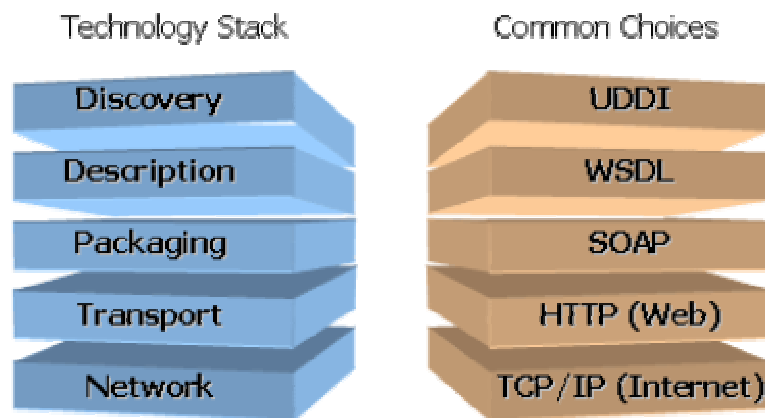 Technology Stack
Common Choices
Discovery
UDDI
Description
WSDL
Packaging
SOAP
Transport
HTTP (Web)
Network
TCP/IP (Internet)